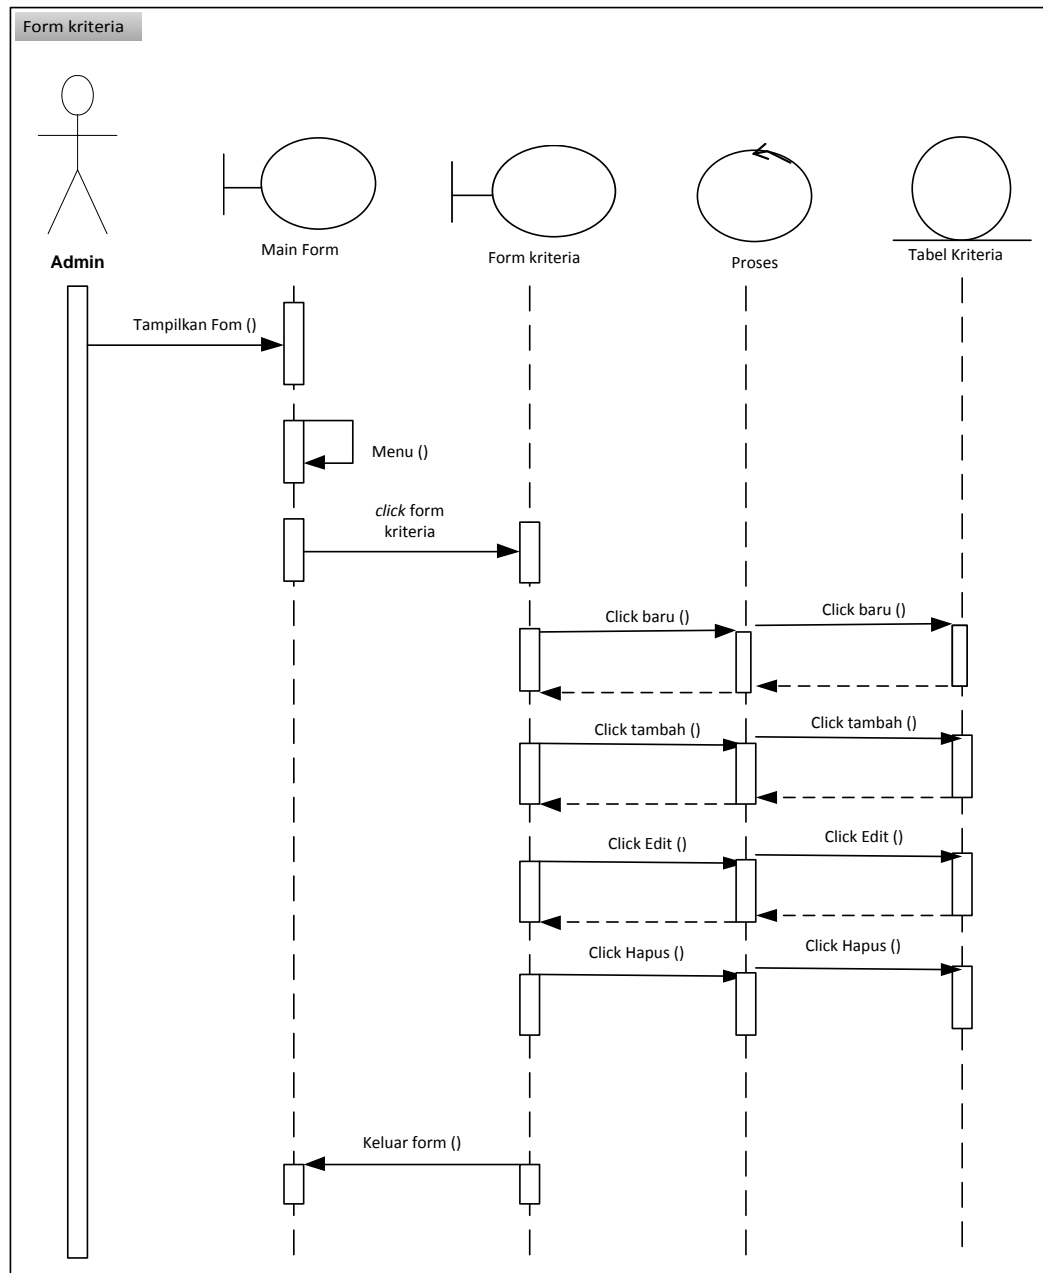 Form kriteria
Admin
Main Form
Form kriteria
Proses
Tabel Kriteria
Tampilkan Fom ()
Menu ()
click form
kriteria
Click baru ()
Click baru ()
Click tambah ()
Click tambah ()
Click Edit ()
Click Edit ()
Click Hapus ()
Click Hapus ()
Keluar form ()